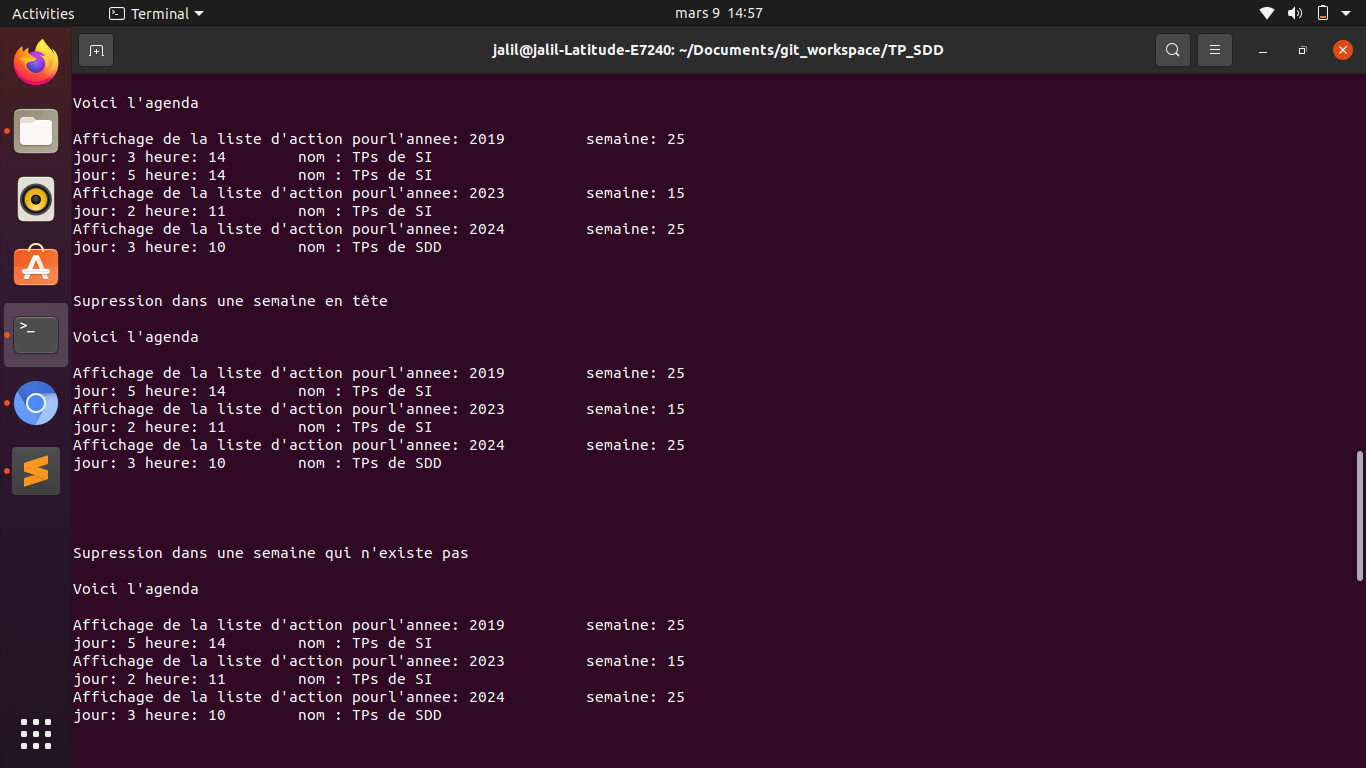 Activities Terminal mars 9 14:57
jalil@jalil-Latitude-E7240: ~/Documents/git_workspace/TP_SDD
Voici l'agenda
Affichage de la liste d'action pourl'annee: 2019 semaine: 25
jour: 3 heure: 14 nom : TPs de SI
jour: 5 heure: 14 nom : TPs de SI
Affichage de la liste d'action pourl'annee: 2023 semaine: 15
jour: 2 heure: 11 nom : TPs de SI
Affichage de la liste d'action pourl'annee: 2024 semaine: 25
jour: 3 heure: 10 nom : TPs de SDD
Supression dans une semaine en tête
Voici l'agenda
Affichage de la liste d'action pourl'annee: 2019 semaine: 25
jour: 5 heure: 14 nom : TPs de SI
Affichage de la liste d'action pourl'annee: 2023 semaine: 15
jour: 2 heure: 11 nom : TPs de SI
Affichage de la liste d'action pourl'annee: 2024 semaine: 25
jour: 3 heure: 10 nom : TPs de SDD
Supression dans une semaine qui n'existe pas
Voici l'agenda
Affichage de la liste d'action pourl'annee: 2019 semaine: 25
jour: 5 heure: 14 nom : TPs de SI
Affichage de la liste d'action pourl'annee: 2023 semaine: 15
jour: 2 heure: 11 nom : TPs de SI
Affichage de la liste d'action pourl'annee: 2024 semaine: 25
jour: 3 heure: 10 nom : TPs de SDD